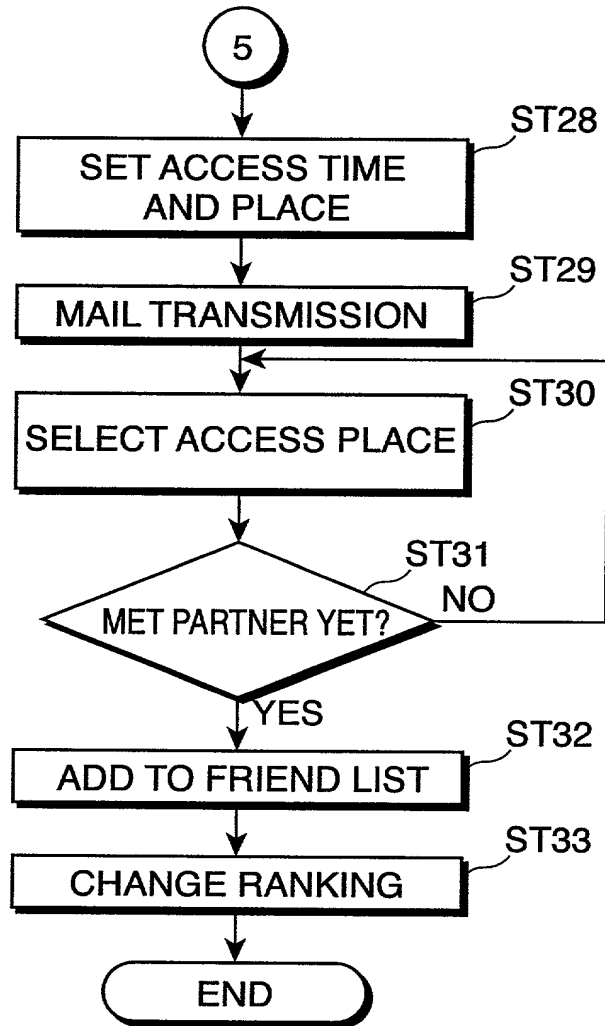 5
ST28
SET ACCESS TIME
AND PLACE
ST29
MAIL TRANSMISSION
ST30
SELECT ACCESS PLACE
ST31
MET PARTNER YET?
NO
YES
ST32
ADD TO FRIEND LIST
ST33
CHANGE RANKING
END